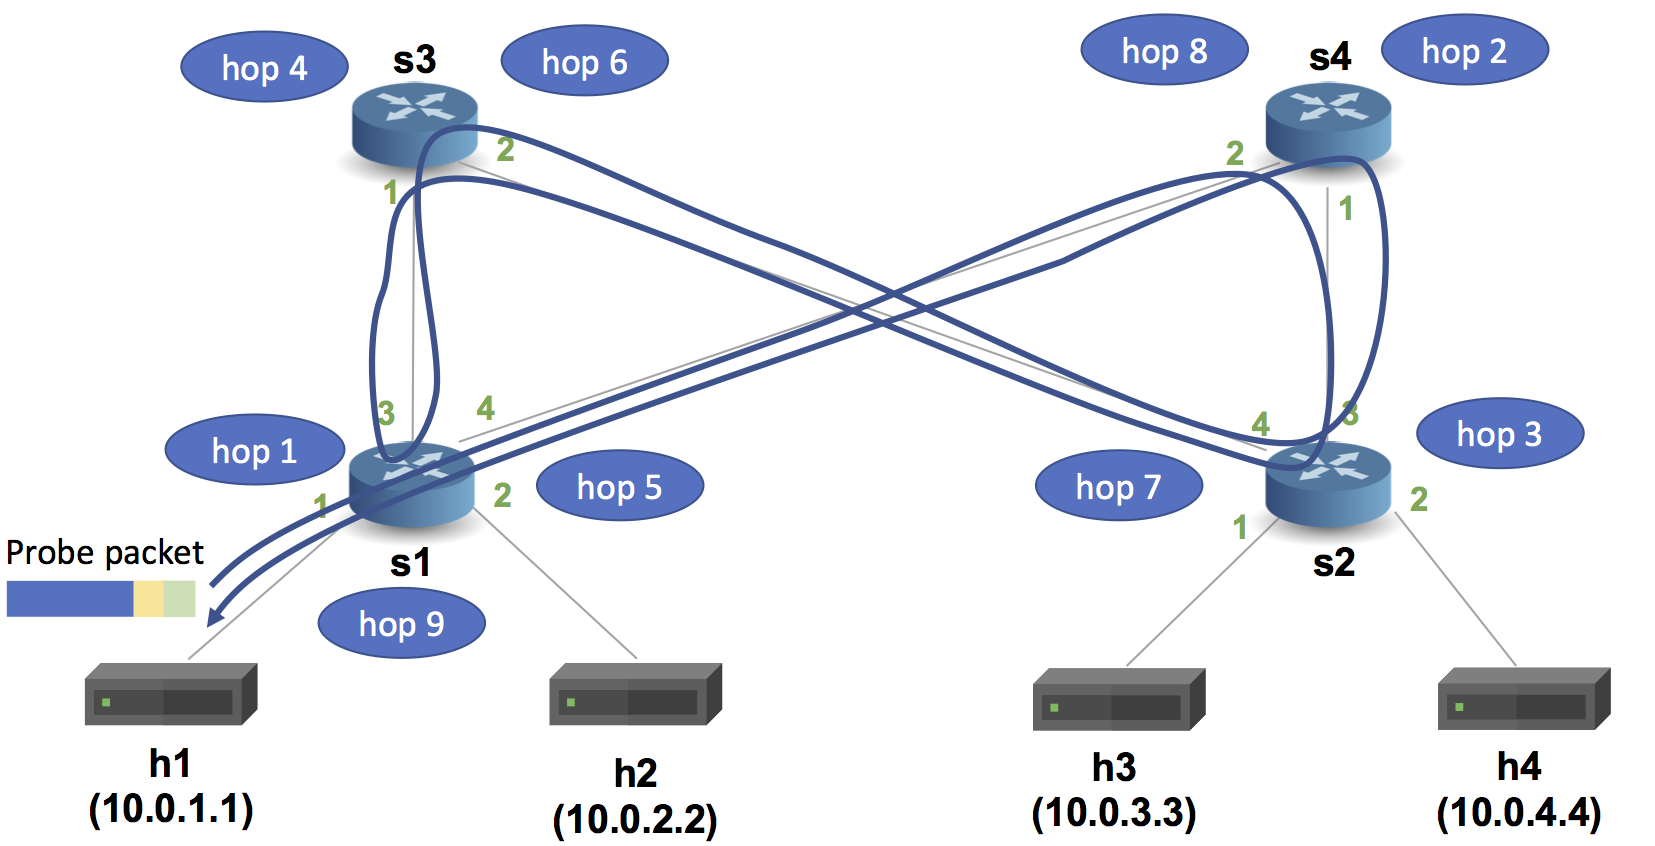 hop 4
s3
hop 6
hop 8
s4
hop 2
2
1
2
1
3
4
4
3
hop 1
hop 5
hop 7
hop 3
1
2
1
2
Probe packet
s1
s2
hop 9
h1
(10.0.1.1)
h2
(10.0.2.2)
h3
(10.0.3.3)
h4
(10.0.4.4)